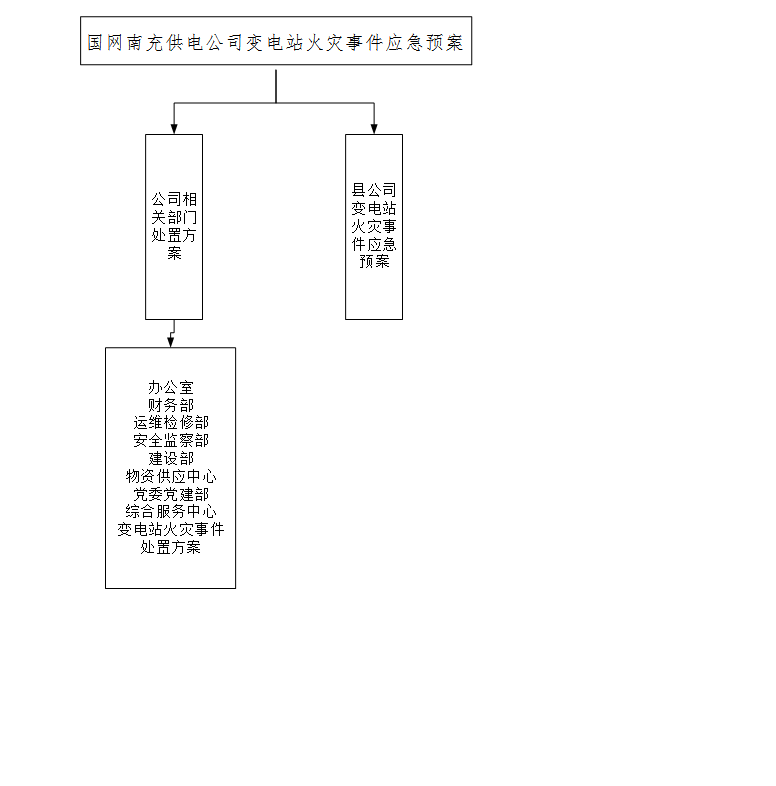 国网南充供电公司变电站火灾事件应急预案
公司相
关部门
处置方
案
县公司
变电站
火灾事
件应急
预案
办公室
财务部
运维检修部
安全监察部
建设部
物资供应中心
党委党建部
综合服务中心
变电站火灾事件
处置方案